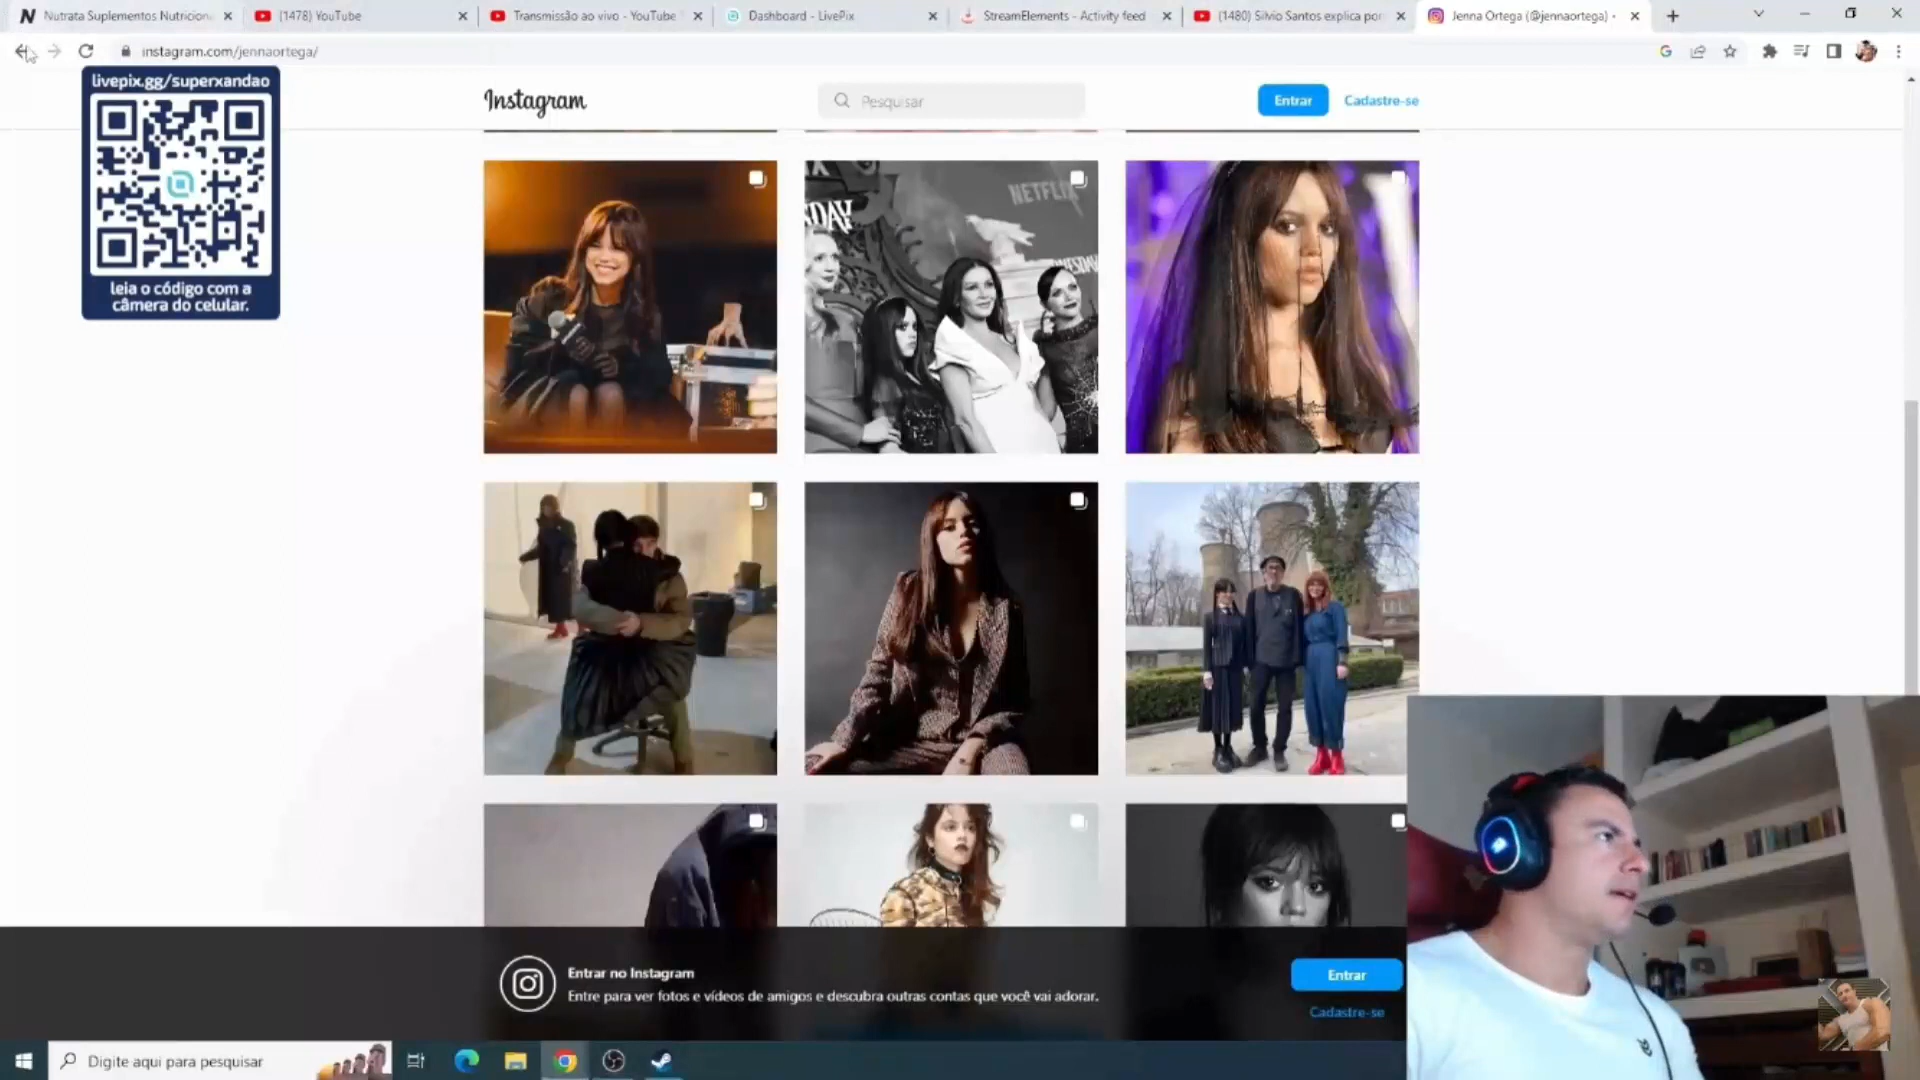 Nutrata Suplementos Nutricion
(1478) YouTube
Transmissão ao vivo - YouTube
Dashboard - LivePix
StreamElements - Activity feed
(1480) Silvio Santos explica por
Jenna Ortega (@jennaortega) •
instagram.com/jennaortega/
livepix.gg/superxandao
leia o código com a
câmera do celular.
Instagram
Pesquisar
Entrar
Cadastre-se
DAY
NETFLIX
Entrar no Instagram
Entre para ver fotos e vídeos de amigos e descubra outras contas que você vai adorar.
Entrar
Cadastre-se
Digite aqui para pesquisar